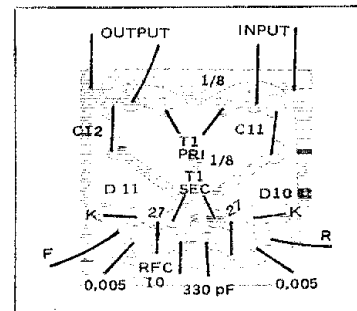 OUTPUT INPUT
1/8
C12 C11
T1
PRI 1/8
T1
SEC
D11 D10
K 27 27 K
F R
RFC
10
0.005 330 pF 0.005